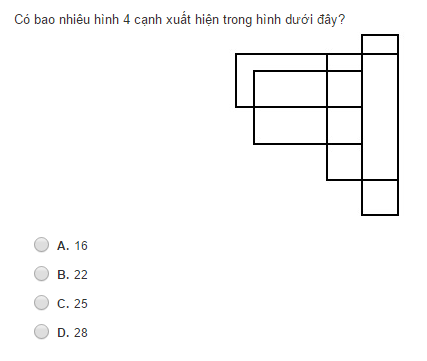 Có bao nhiêu hình 4 cạnh xuất hiện trong hình dưới đây?
A. 16
B. 22
C. 25
D. 28